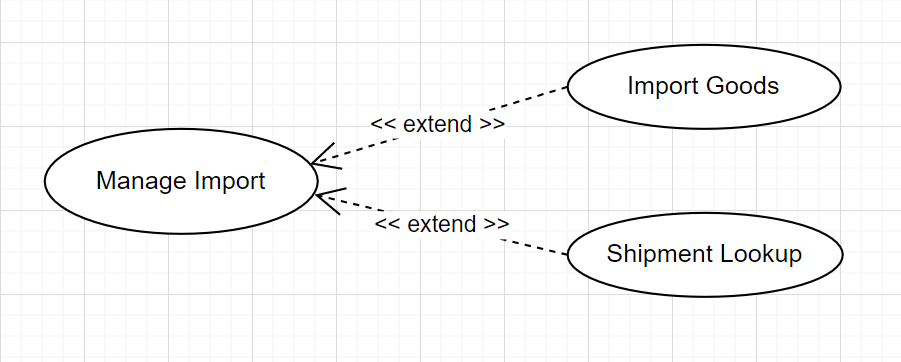 Import Goods
<< extend >>
Manage Import
<< extend >>
Shipment Lookup